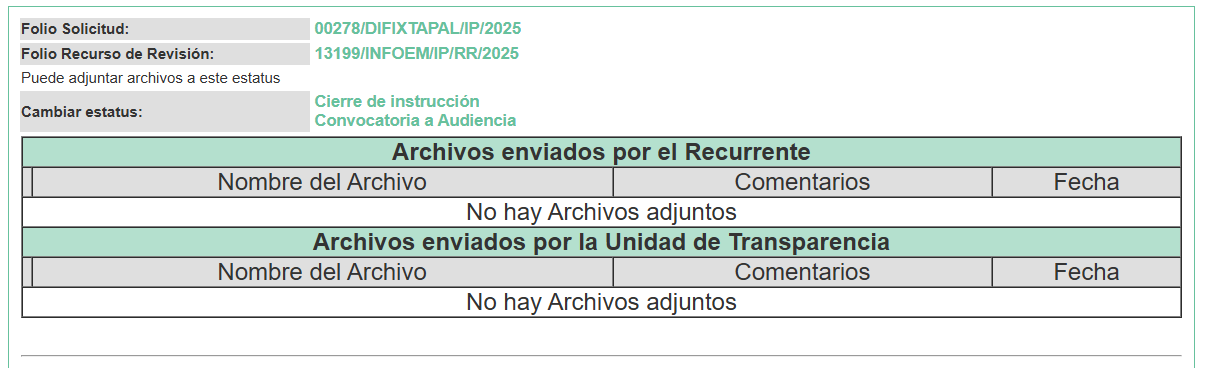 Folio Solicitud: 00278/DIFIXTAPAL/IP/2025
Folio Recurso de Revisión: 13199/INFOEM/IP/RR/2025
Puede adjuntar archivos a este estatus
Cambiar estatus: Cierre de instrucción
Convocatoria a Audiencia
Archivos enviados por el Recurrente
Nombre del Archivo Comentarios Fecha
No hay Archivos adjuntos
Archivos enviados por la Unidad de Transparencia
Nombre del Archivo Comentarios Fecha
No hay Archivos adjuntos